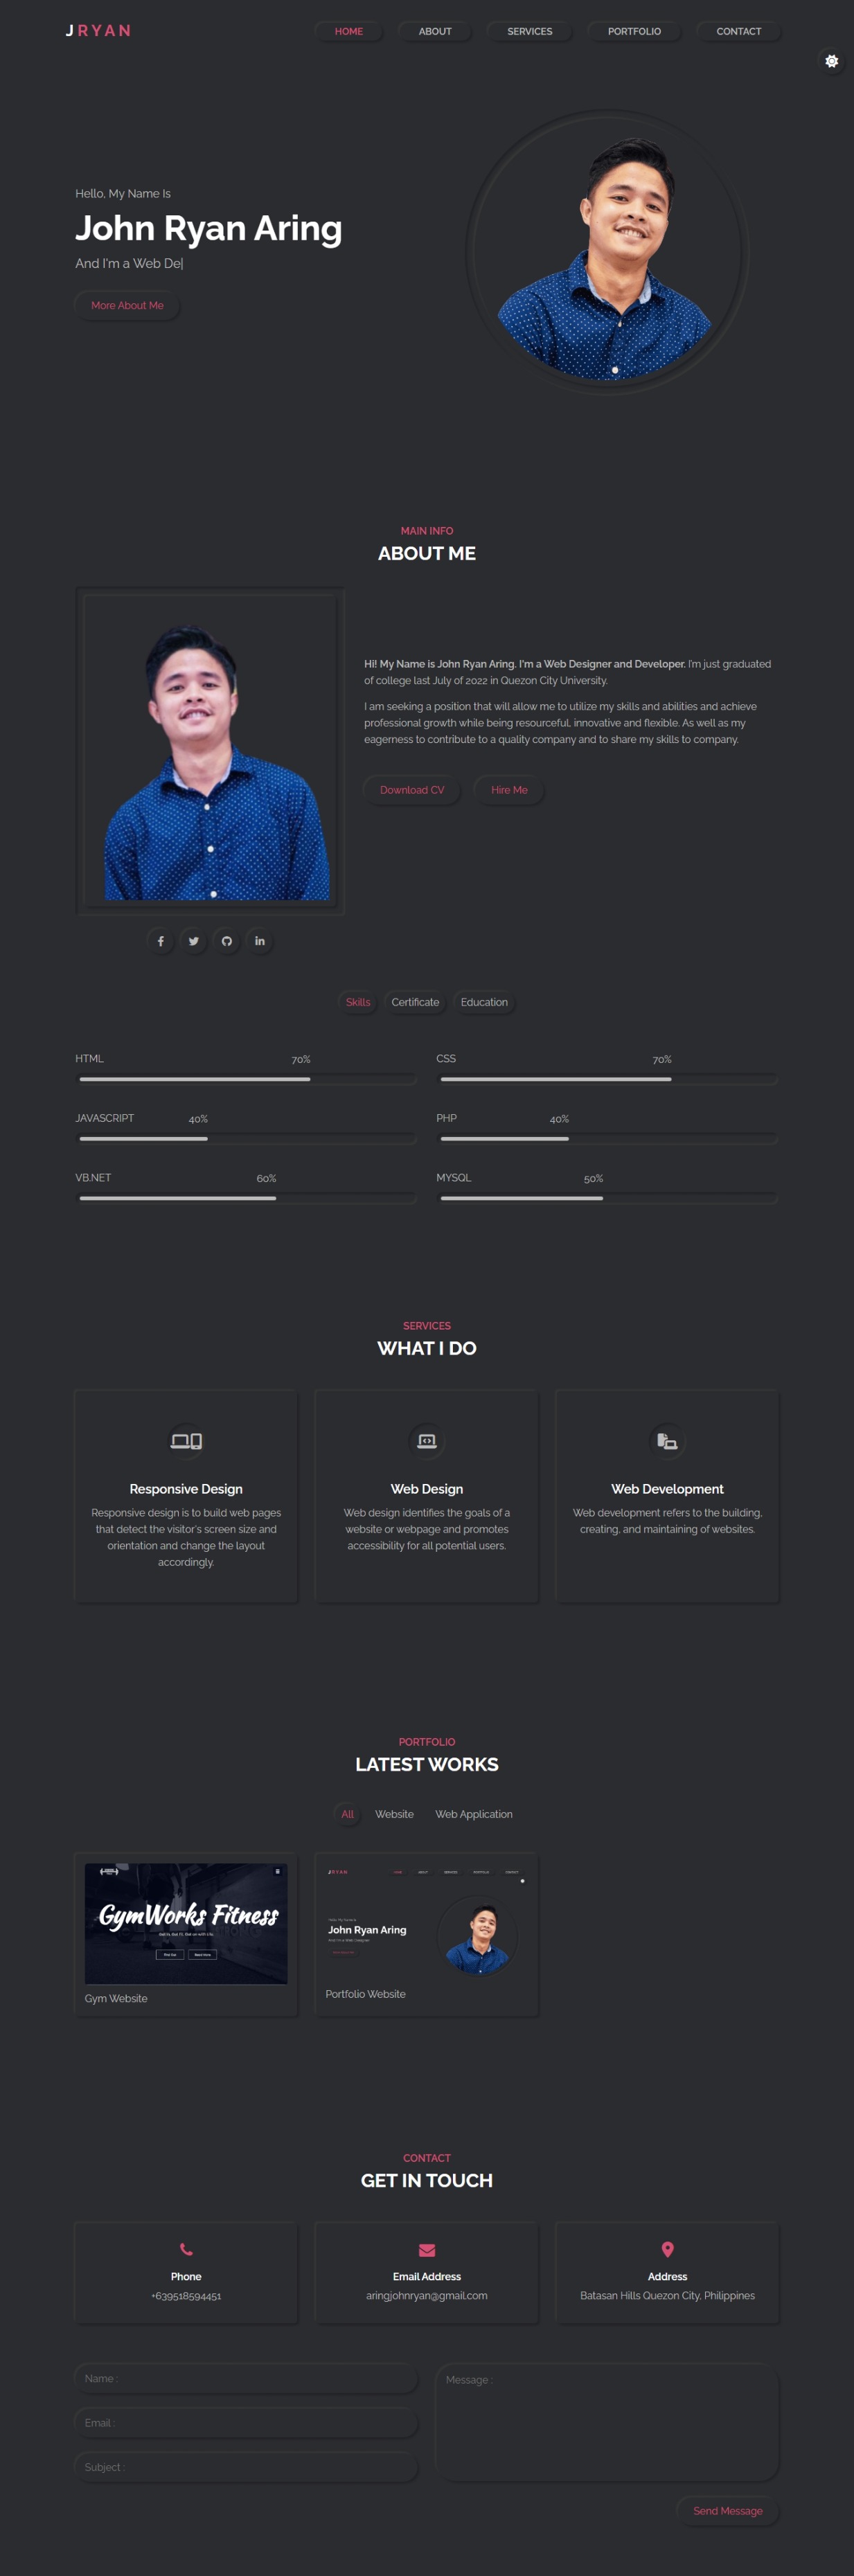 JRYAN
HOME ABOUT SERVICES PORTFOLIO CONTACT
Hello, My Name Is
John Ryan Aring
And I'm a Web De|
More About Me
MAIN INFO
ABOUT ME
Hi! My Name is John Ryan Aring. I'm a Web Designer and Developer. I'm just graduated
of college last July of 2022 in Quezon City University.
I am seeking a position that will allow me to utilize my skills and abilities and achieve
professional growth while being resourceful, innovative and flexible. As well as my
eagerness to contribute to a quality company and to share my skills to company.
Download CV Hire Me
Skills Certificate Education
HTML 70%
CSS 70%
JAVASCRIPT 40%
PHP 40%
VB.NET 60%
MYSQL 50%
SERVICES
WHAT I DO
Responsive Design
Responsive design is to build web pages
that detect the visitor's screen size and
orientation and change the layout
accordingly.
Web Design
Web design identifies the goals of a
website or webpage and promotes
accessibility for all potential users.
Web Development
Web development refers to the building,
creating, and maintaining of websites.
PORTFOLIO
LATEST WORKS
All Website Web Application
GymWorks Fitness
Gym Website
JRYAN
HOME ABOUT SERVICES PORTFOLIO CONTACT
John Ryan Aring
Portfolio Website
CONTACT
GET IN TOUCH
Phone
+639518594451
Email Address
aringjohnryan@gmail.com
Address
Batasan Hills Quezon City, Philippines
Name :
Email :
Subject :
Message :
Send Message